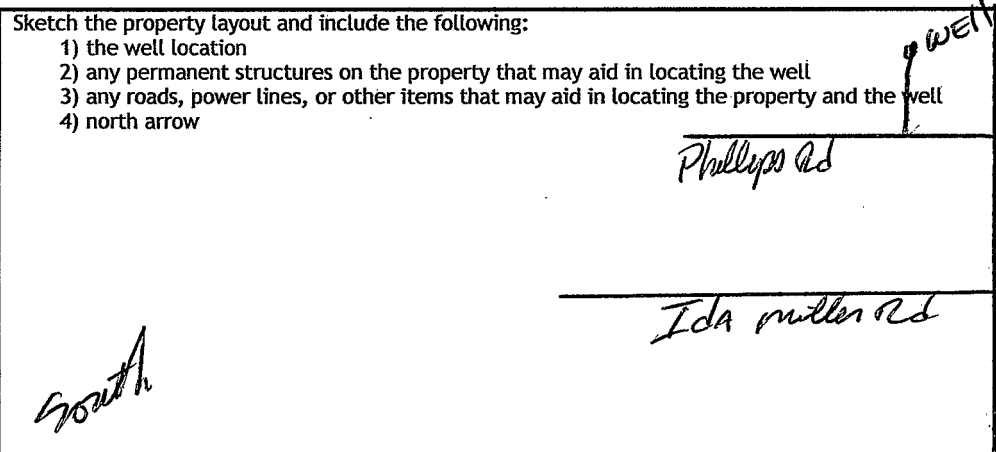 Sketch the property layout and include the following:
1) the well location
2) any permanent structures on the property that may aid in locating the well
3) any roads, power lines, or other items that may aid in locating the property and the well
4) north arrow
WEll
Phillips Rd
Ida miller Rd
South